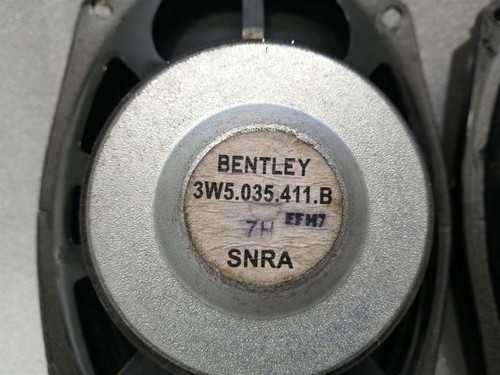 BENTLEY
3W5.035.411.B
7H EFM7
SNRA